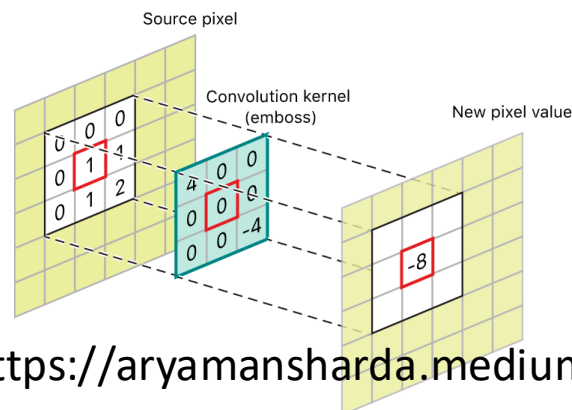 Source pixel
Convolution kernel
(emboss)
New pixel value
0 0 0
0 1 1
0 1 2
4 0 0
0 0 0
0 0 -4
-8
ttps://aryamansharda.medium